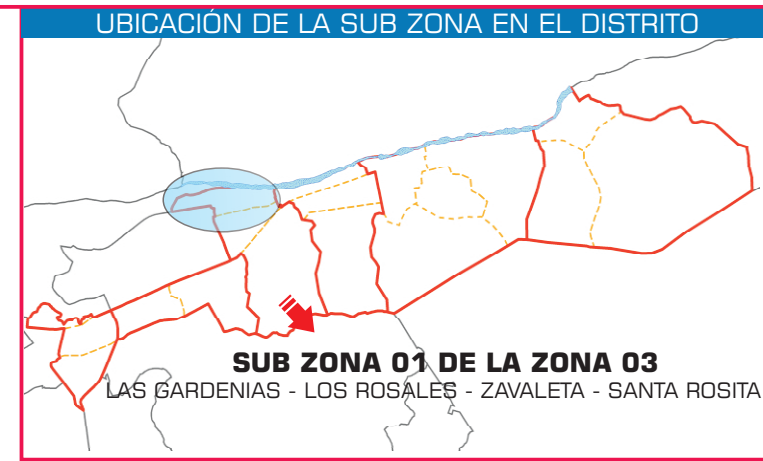 UBICACIÓN DE LA SUB ZONA EN EL DISTRITO
SUB ZONA 01 DE LA ZONA 03
LAS GARDENIAS - LOS ROSALES - ZAVALETA - SANTA ROSITA